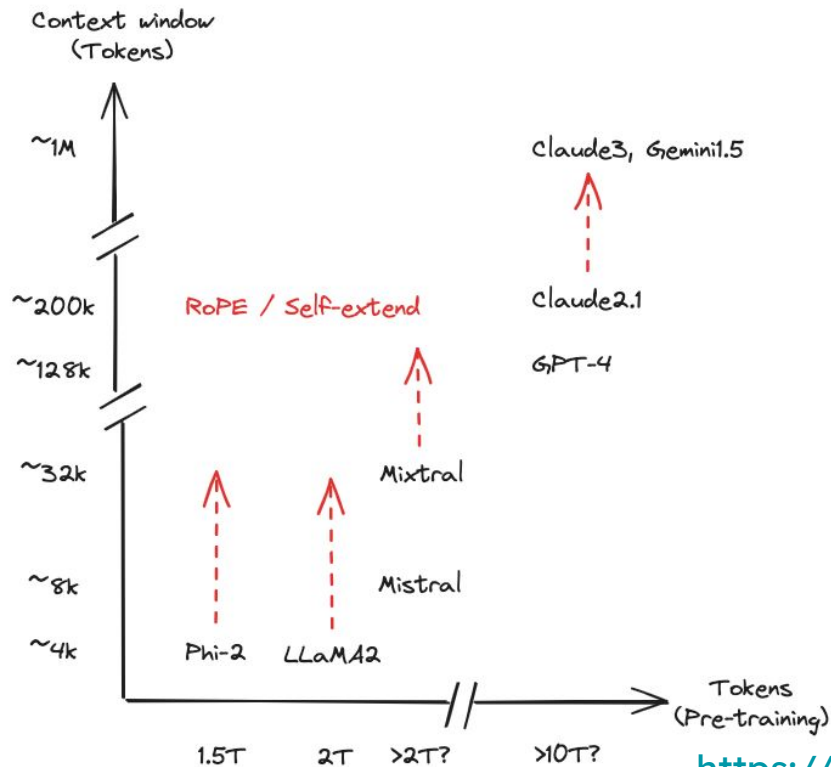 Context window
(Tokens)
~1M
Claude3, Gemini1.5
~200k
RoPE / Self-extend
Claude2.1
~128k
GPT-4
~32k
Mixtral
~8k
Mistral
~4k
Phi-2
LLaMA2
Tokens
(Pre-training)
1.5T
2T
>2T?
>10T?
https://